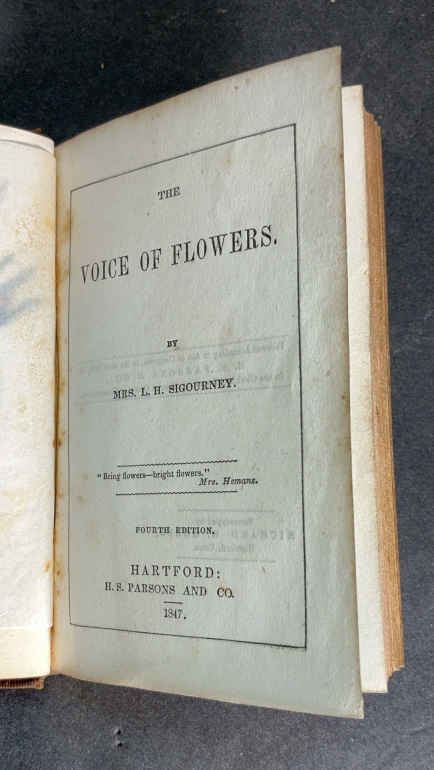 THE
VOICE OF FLOWERS.
BY
MRS. L. H. SIGOURNEY.
"Bring flowers—bright flowers."
Mrs. Hemans.
FOURTH EDITION.
HARTFORD:
H. S. PARSONS AND CO.
1847.